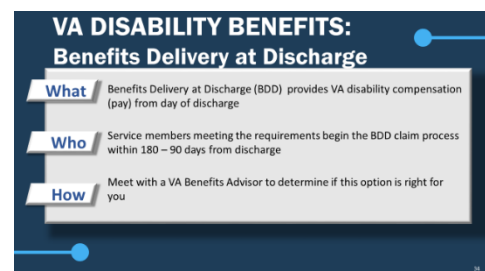 VA DISABILITY BENEFITS:
Benefits Delivery at Discharge
What
Benefits Delivery at Discharge (BDD) provides VA disability compensation
(pay) from day of discharge
Who
Service members meeting the requirements begin the BDD claim process
within 180 – 90 days from discharge
How
Meet with a VA Benefits Advisor to determine if this option is right for
you
34